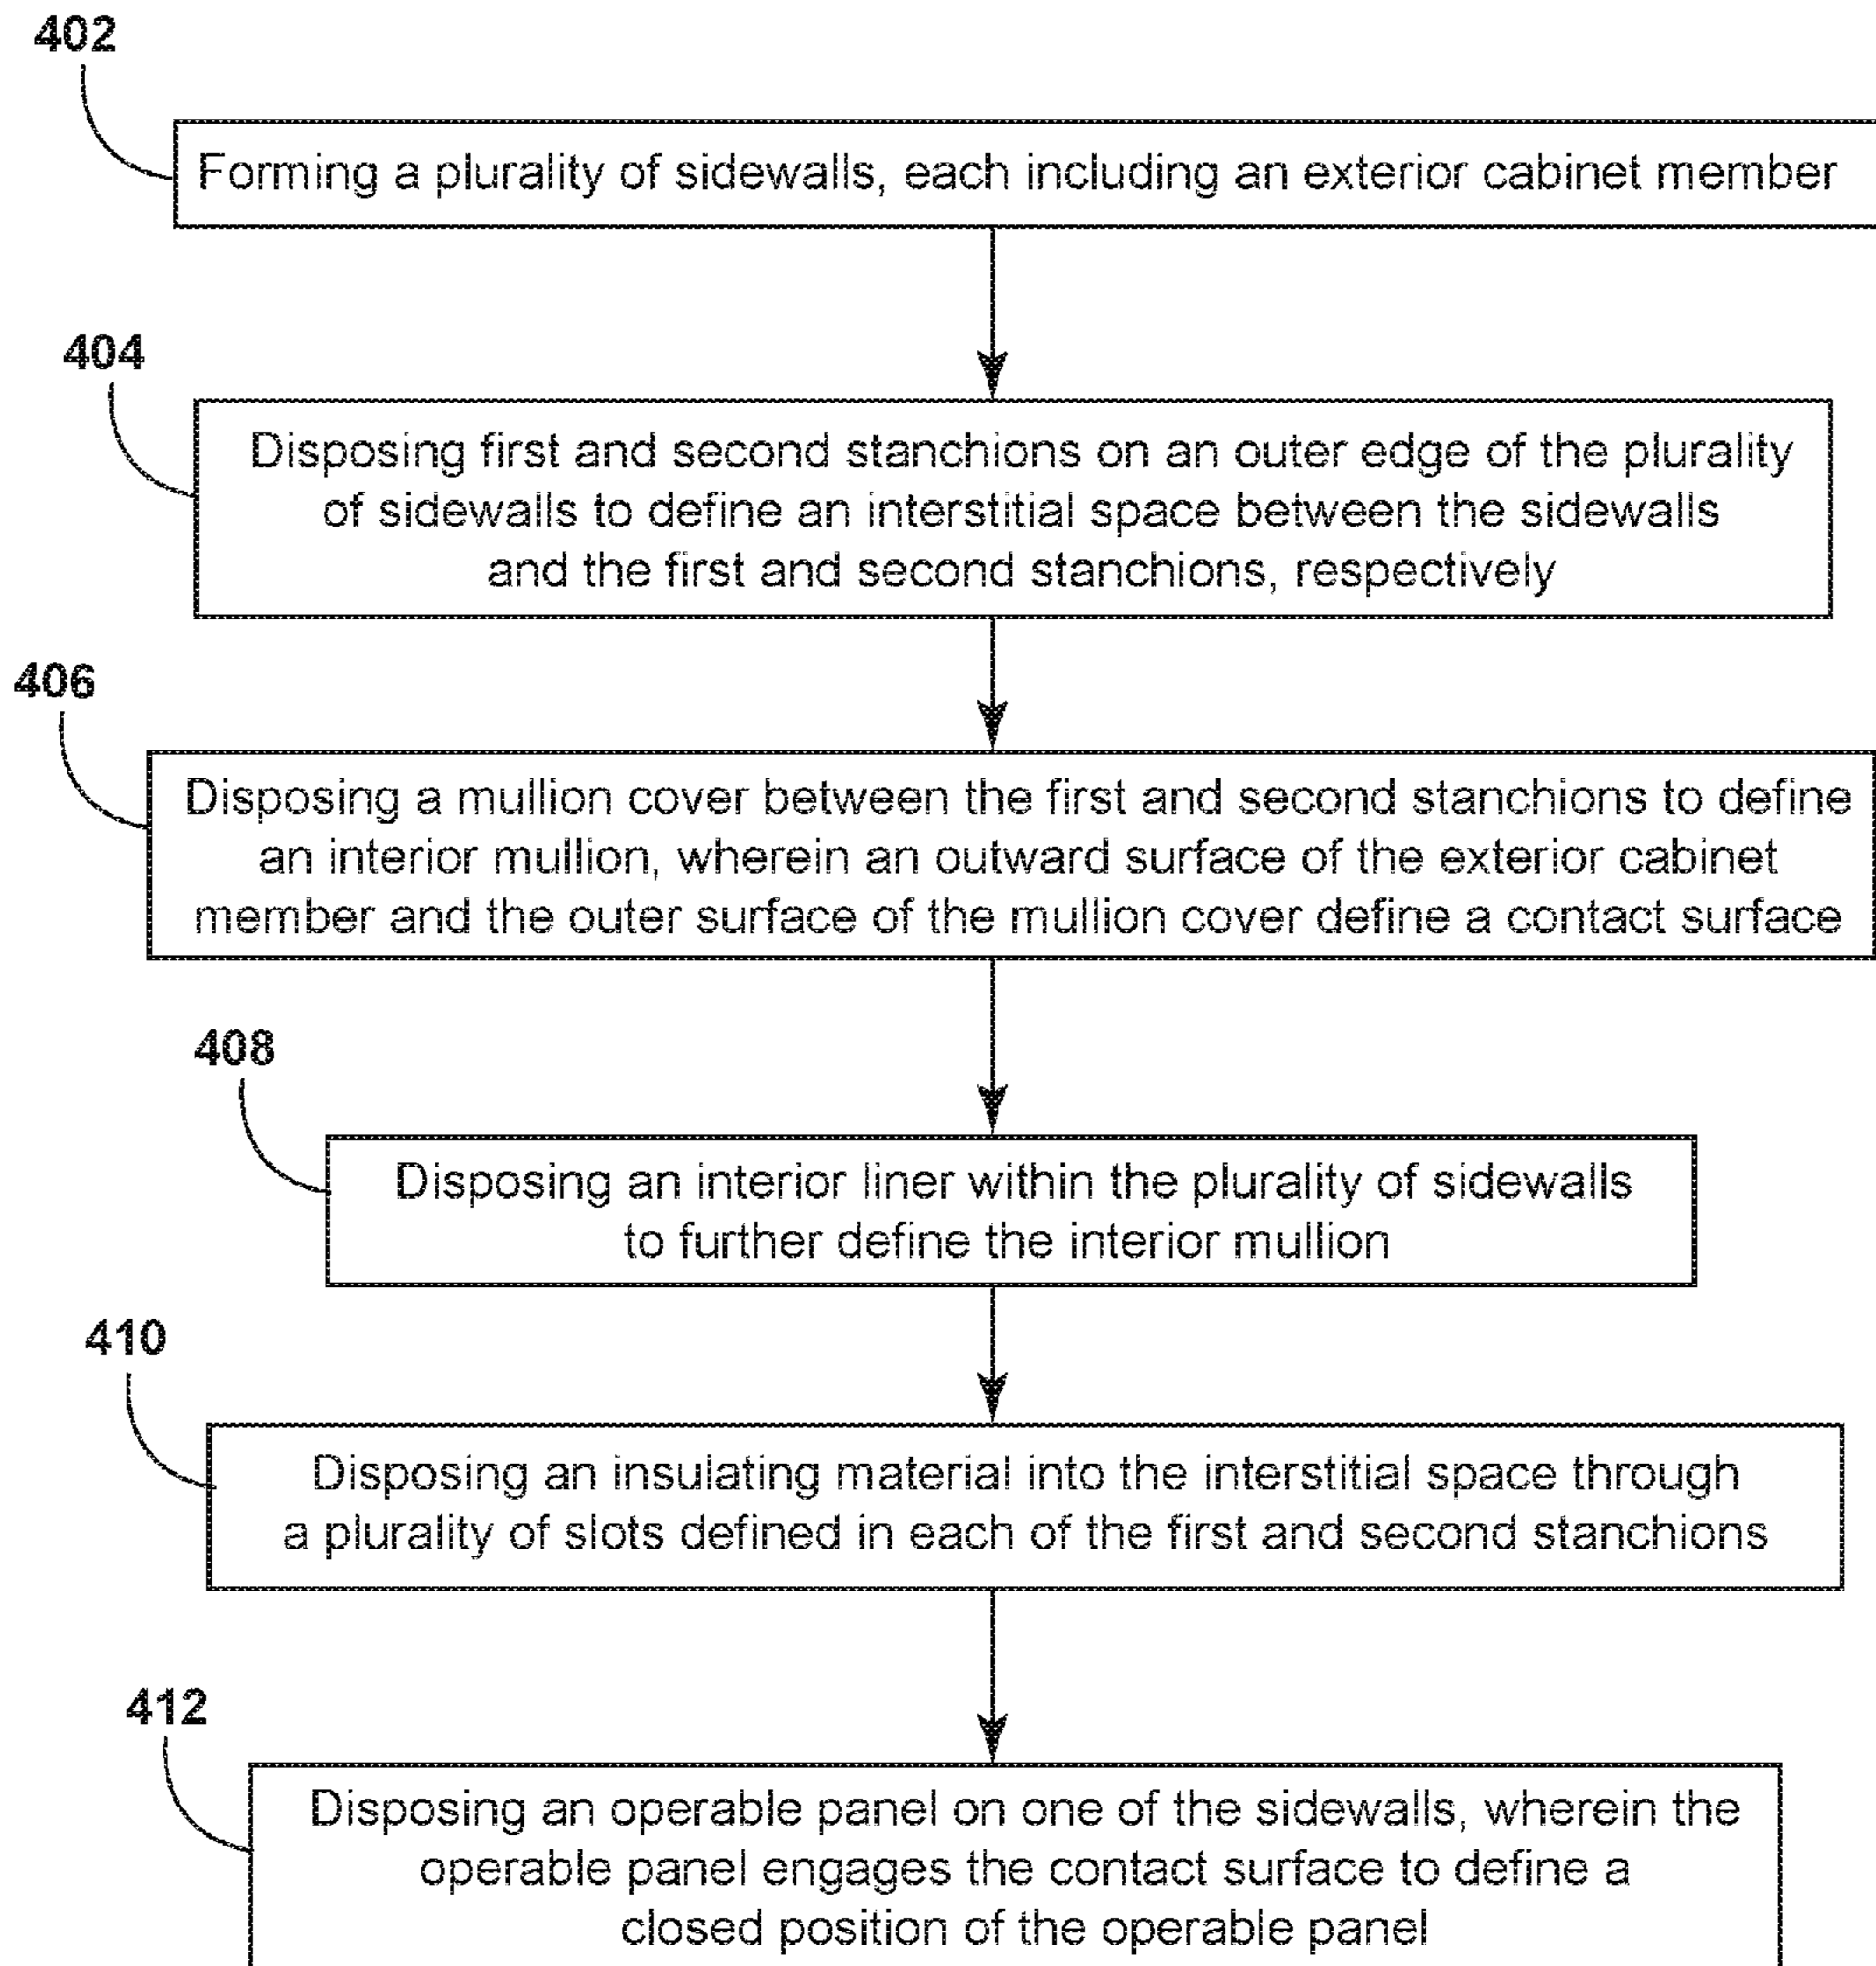 402
Forming a plurality of sidewalls, each including an exterior cabinet member
404
Disposing first and second stanchions on an outer edge of the plurality
of sidewalls to define an interstitial space between the sidewalls
and the first and second stanchions, respectively
406
Disposing a mullion cover between the first and second stanchions to define
an interior mullion, wherein an outward surface of the exterior cabinet
member and the outer surface of the mullion cover define a contact surface
408
Disposing an interior liner within the plurality of sidewalls
to further define the interior mullion
410
Disposing an insulating material into the interstitial space through
a plurality of slots defined in each of the first and second stanchions
412
Disposing an operable panel on one of the sidewalls, wherein the
operable panel engages the contact surface to define a
closed position of the operable panel